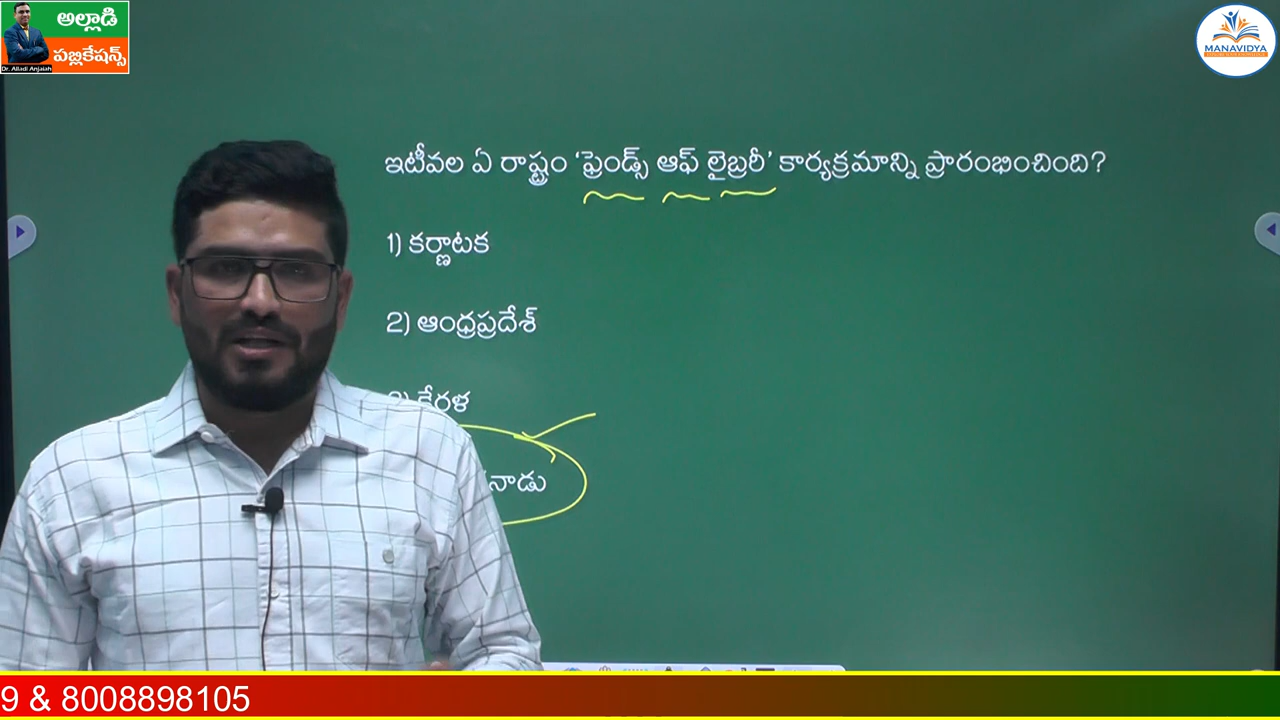 అల్లాడి
పబ్లికేషన్స్
Dr. Alladi Anjaiah
MANAVIDYA
ఇటీవల ఏ రాష్ట్రం 'ఫ్రెండ్స్ ఆఫ్ లైబ్రరీ' కార్యక్రమాన్ని ప్రారంభించింది?
1) కర్ణాటక
2) ఆంధ్రప్రదేశ్
3) కేరళ
నాడు
9 & 8008898105